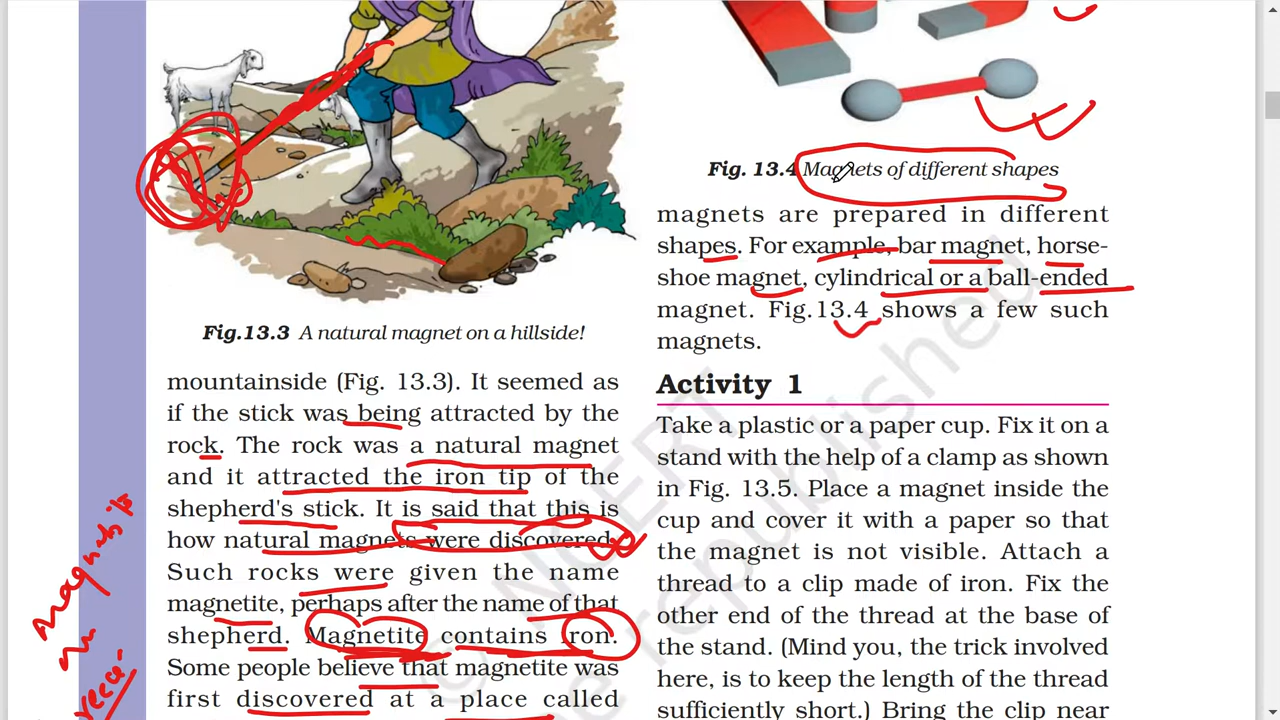 Fig.13.3 A natural magnet on a hillside!
mountainside (Fig. 13.3). It seemed as
if the stick was being attracted by the
rock. The rock was a natural magnet
and it attracted the iron tip of the
shepherd's stick. It is said that this is
how natural magnets were discovered.
Such rocks were given the name
magnetite, perhaps after the name of that
shepherd. Magnetite contains iron.
Some people believe that magnetite was
first discovered at a place called
Fig. 13.4 Magnets of different shapes
magnets are prepared in different
shapes. For example, bar magnet, horse-
shoe magnet, cylindrical or a ball-ended
magnet. Fig.13.4 shows a few such
magnets.
Activity 1
Take a plastic or a paper cup. Fix it on a
stand with the help of a clamp as shown
in Fig. 13.5. Place a magnet inside the
cup and cover it with a paper so that
the magnet is not visible. Attach a
thread to a clip made of iron. Fix the
other end of the thread at the base of
the stand. (Mind you, the trick involved
here, is to keep the length of the thread
sufficiently short.) Bring the clip near
© NCERT
republished